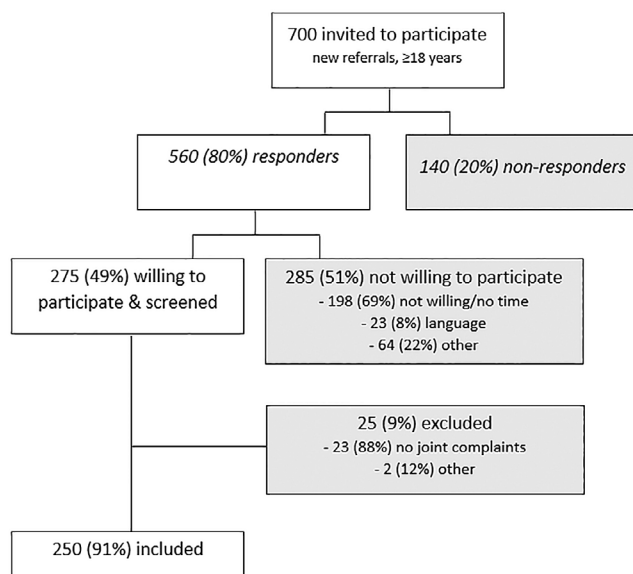 700 invited to participate
new referrals, ≥18 years
560 (80%) responders
140 (20%) non-responders
275 (49%) willing to
participate & screened
285 (51%) not willing to participate
- 198 (69%) not willing/no time
- 23 (8%) language
- 64 (22%) other
25 (9%) excluded
- 23 (88%) no joint complaints
- 2 (12%) other
250 (91%) included